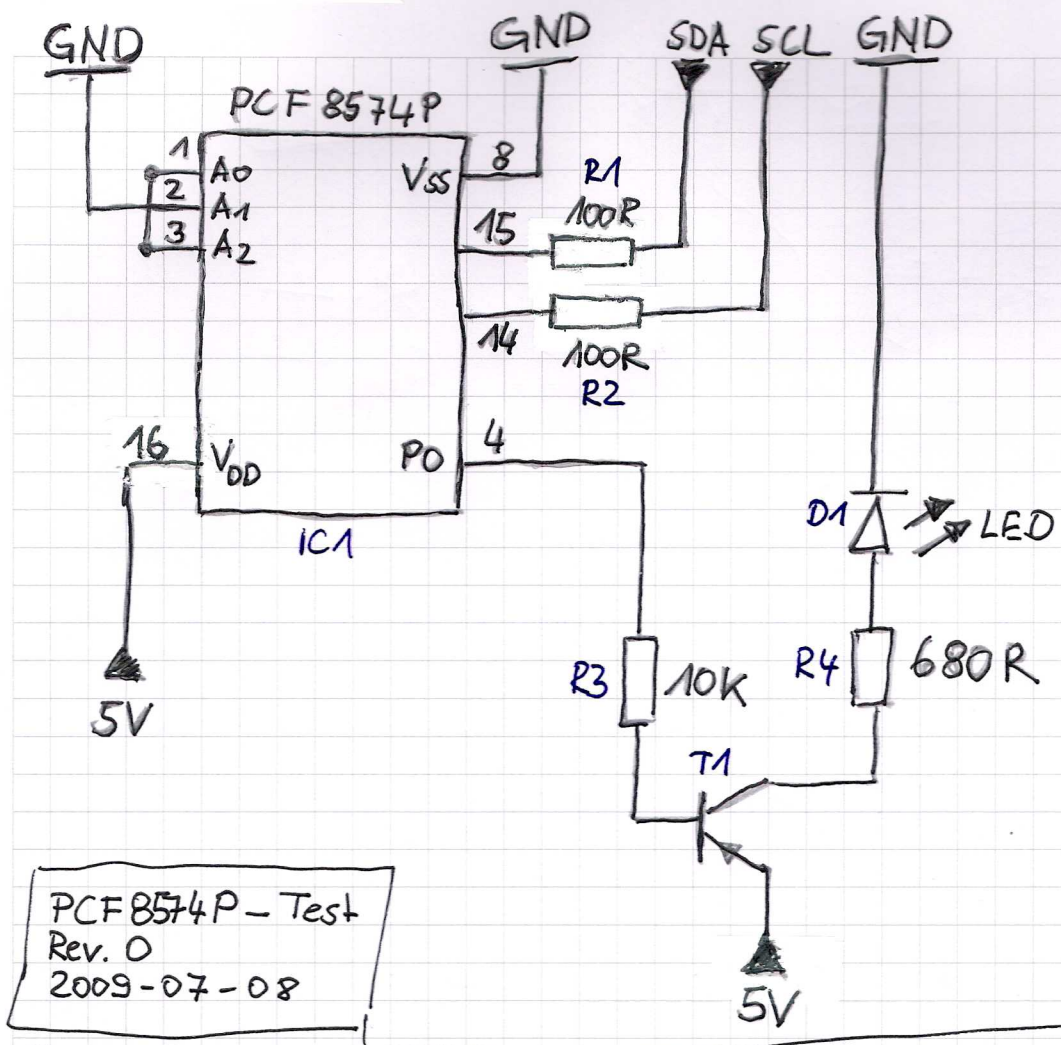 GND
GND
SDA SCL GND
PCF 8574P
1
A0
2
A1
3
A2
VSS
8
R1
100R
15
14
100R
R2
16
VDD
P0
4
IC1
D1
LED
R3
10K
R4
680R
5V
T1
5V
PCF8574P - Test
Rev. 0
2009-07-08